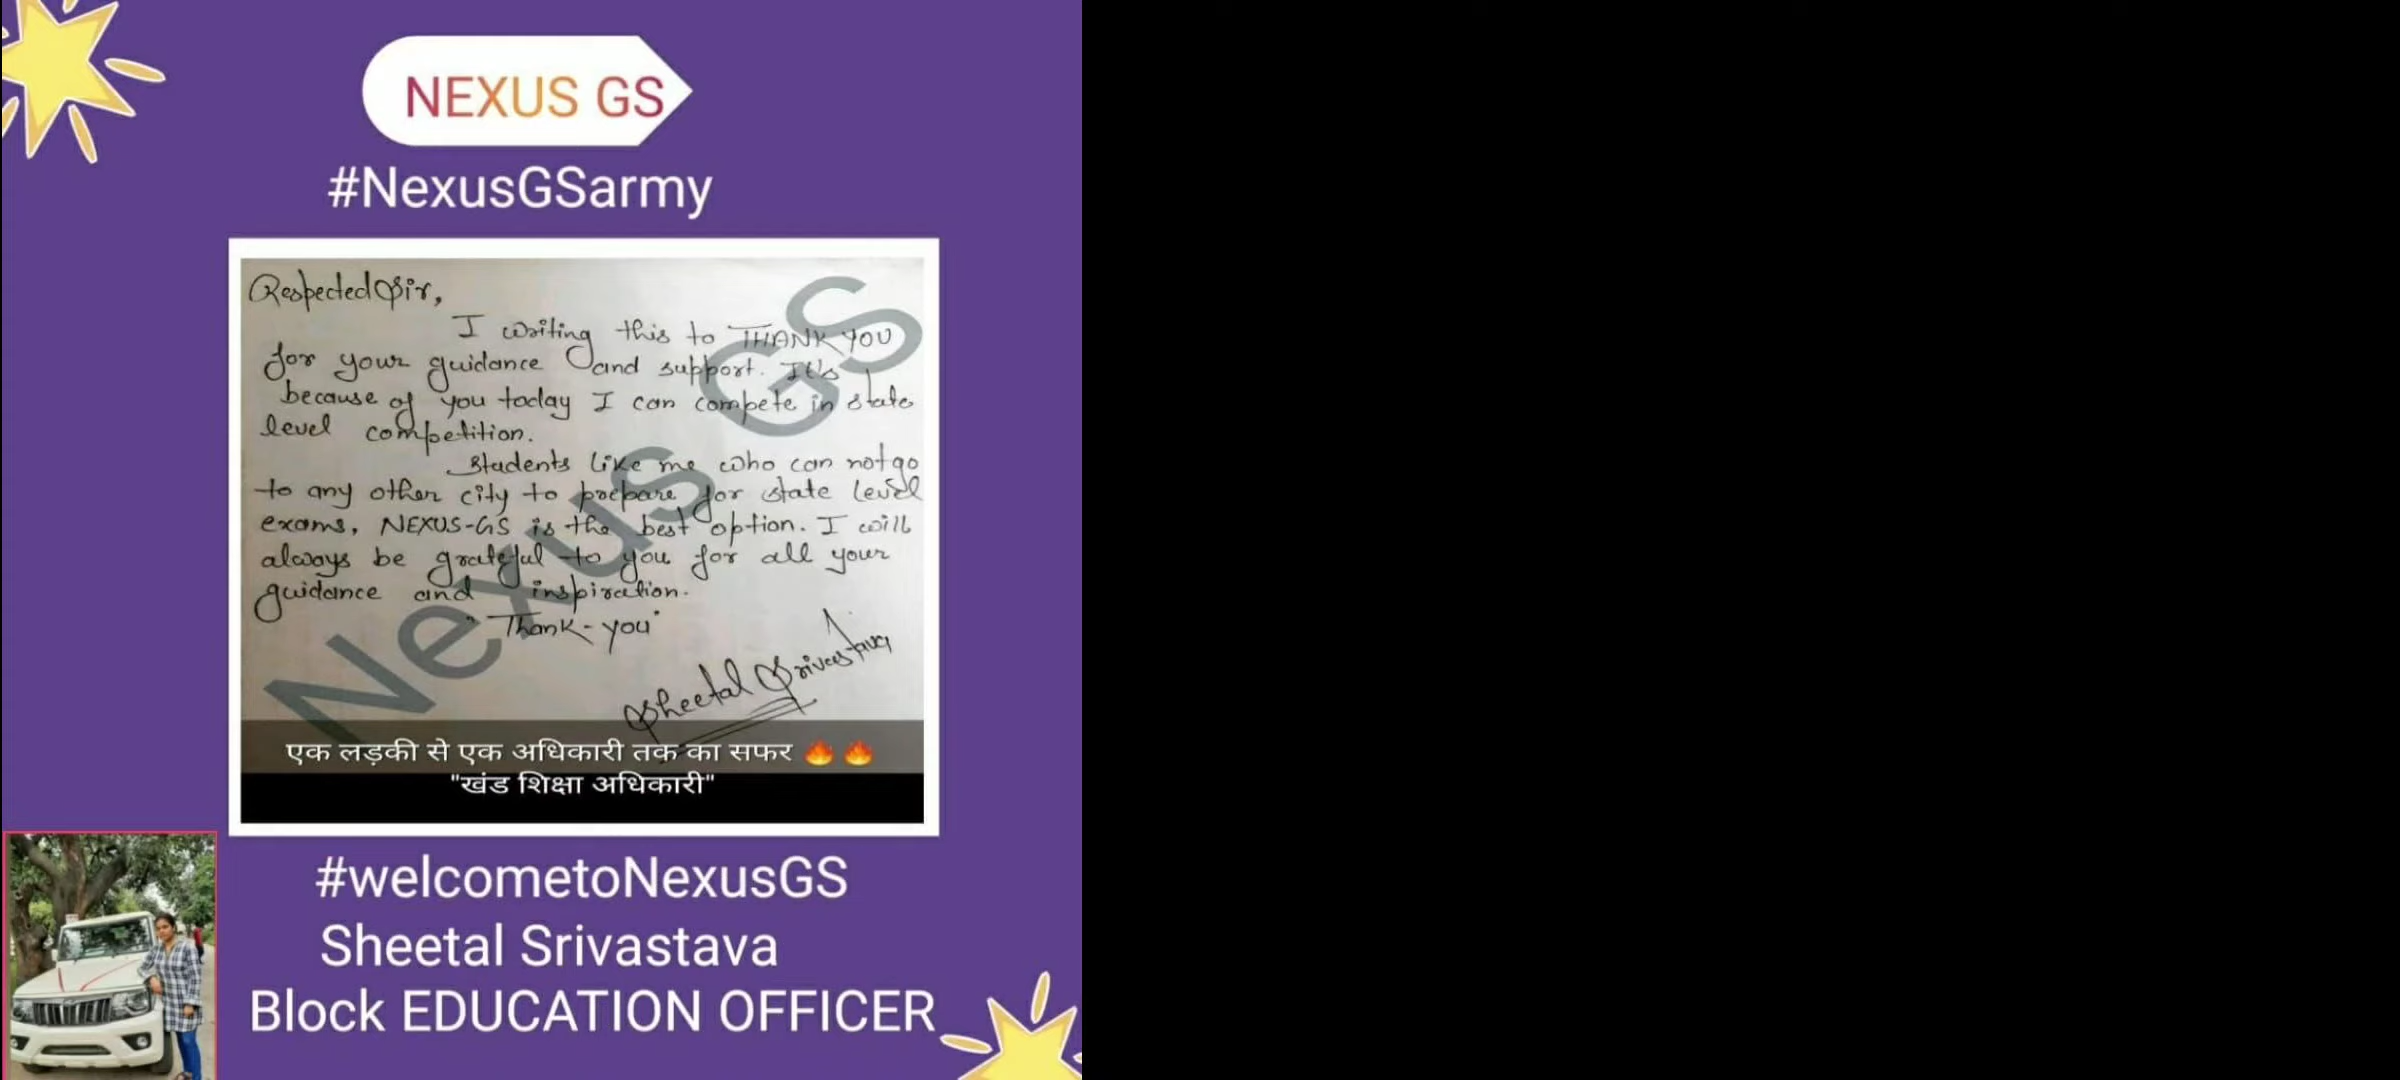 NEXUS GS
#NexusGSarmy
Respected Sir,
I writing this to THANK YOU
for your guidance and support. It's
because of you today I can compete in state
level competition.
Students like me who can not go
to any other city to prepare for state level
exams, NEXUS-GS is the best option. I will
always be grateful to you for all your
guidance and inspiration.
"Thank-you"
Sheetal Srivastava
Nexus GS
एक लड़की से एक अधिकारी तक का सफर 🔥 🔥
"खंड शिक्षा अधिकारी"
#welcometoNexusGS
Sheetal Srivastava
Block EDUCATION OFFICER